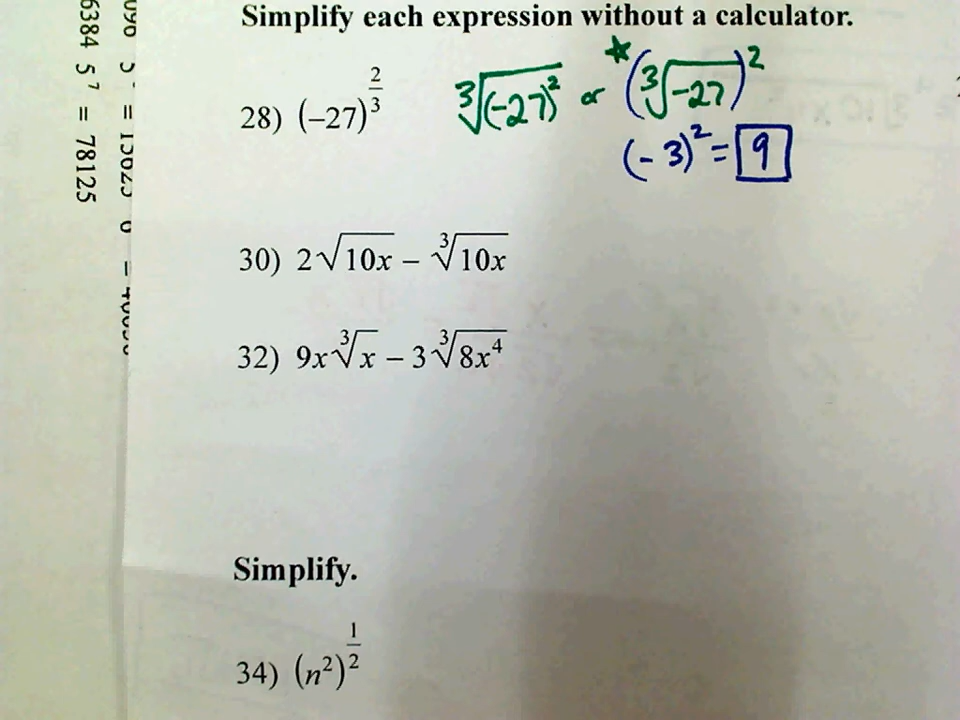 Simplify each expression without a calculator.
28) (–27)^(2/3) ∛(-27)² or *(∛-27)²
(-3)² = 9
30) 2√10x – ∛10x
32) 9x∛x – 3∛8x⁴
Simplify.
34) (n²)^(1/2)
6384 5⁷ = 78125